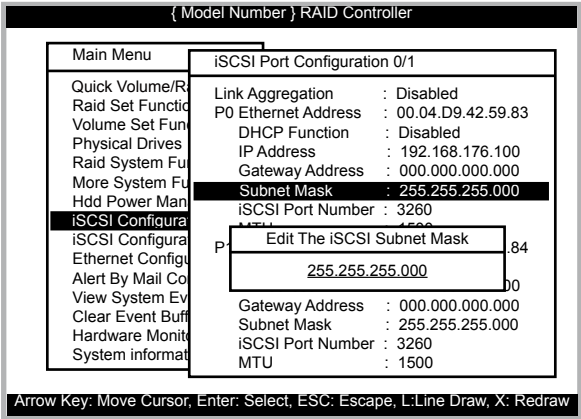 { Model Number } RAID Controller
Main Menu
Quick Volume/Ra
Raid Set Functio
Volume Set Fun
Physical Drives
Raid System Fu
More System Fu
Hdd Power Man
iSCSI Configura
iSCSI Configura
Ethernet Configu
Alert By Mail Co
View System Ev
Clear Event Buff
Hardware Monito
System informat
iSCSI Port Configuration 0/1
Link Aggregation : Disabled
P0 Ethernet Address : 00.04.D9.42.59.83
DHCP Function : Disabled
IP Address : 192.168.176.100
Gateway Address : 000.000.000.000
Subnet Mask : 255.255.255.000
iSCSI Port Number : 3260
MTU : 1500
P1 .84
Edit The iSCSI Subnet Mask
255.255.255.000
00
Gateway Address : 000.000.000.000
Subnet Mask : 255.255.255.000
iSCSI Port Number : 3260
MTU : 1500
Arrow Key: Move Cursor, Enter: Select, ESC: Escape, L:Line Draw, X: Redraw